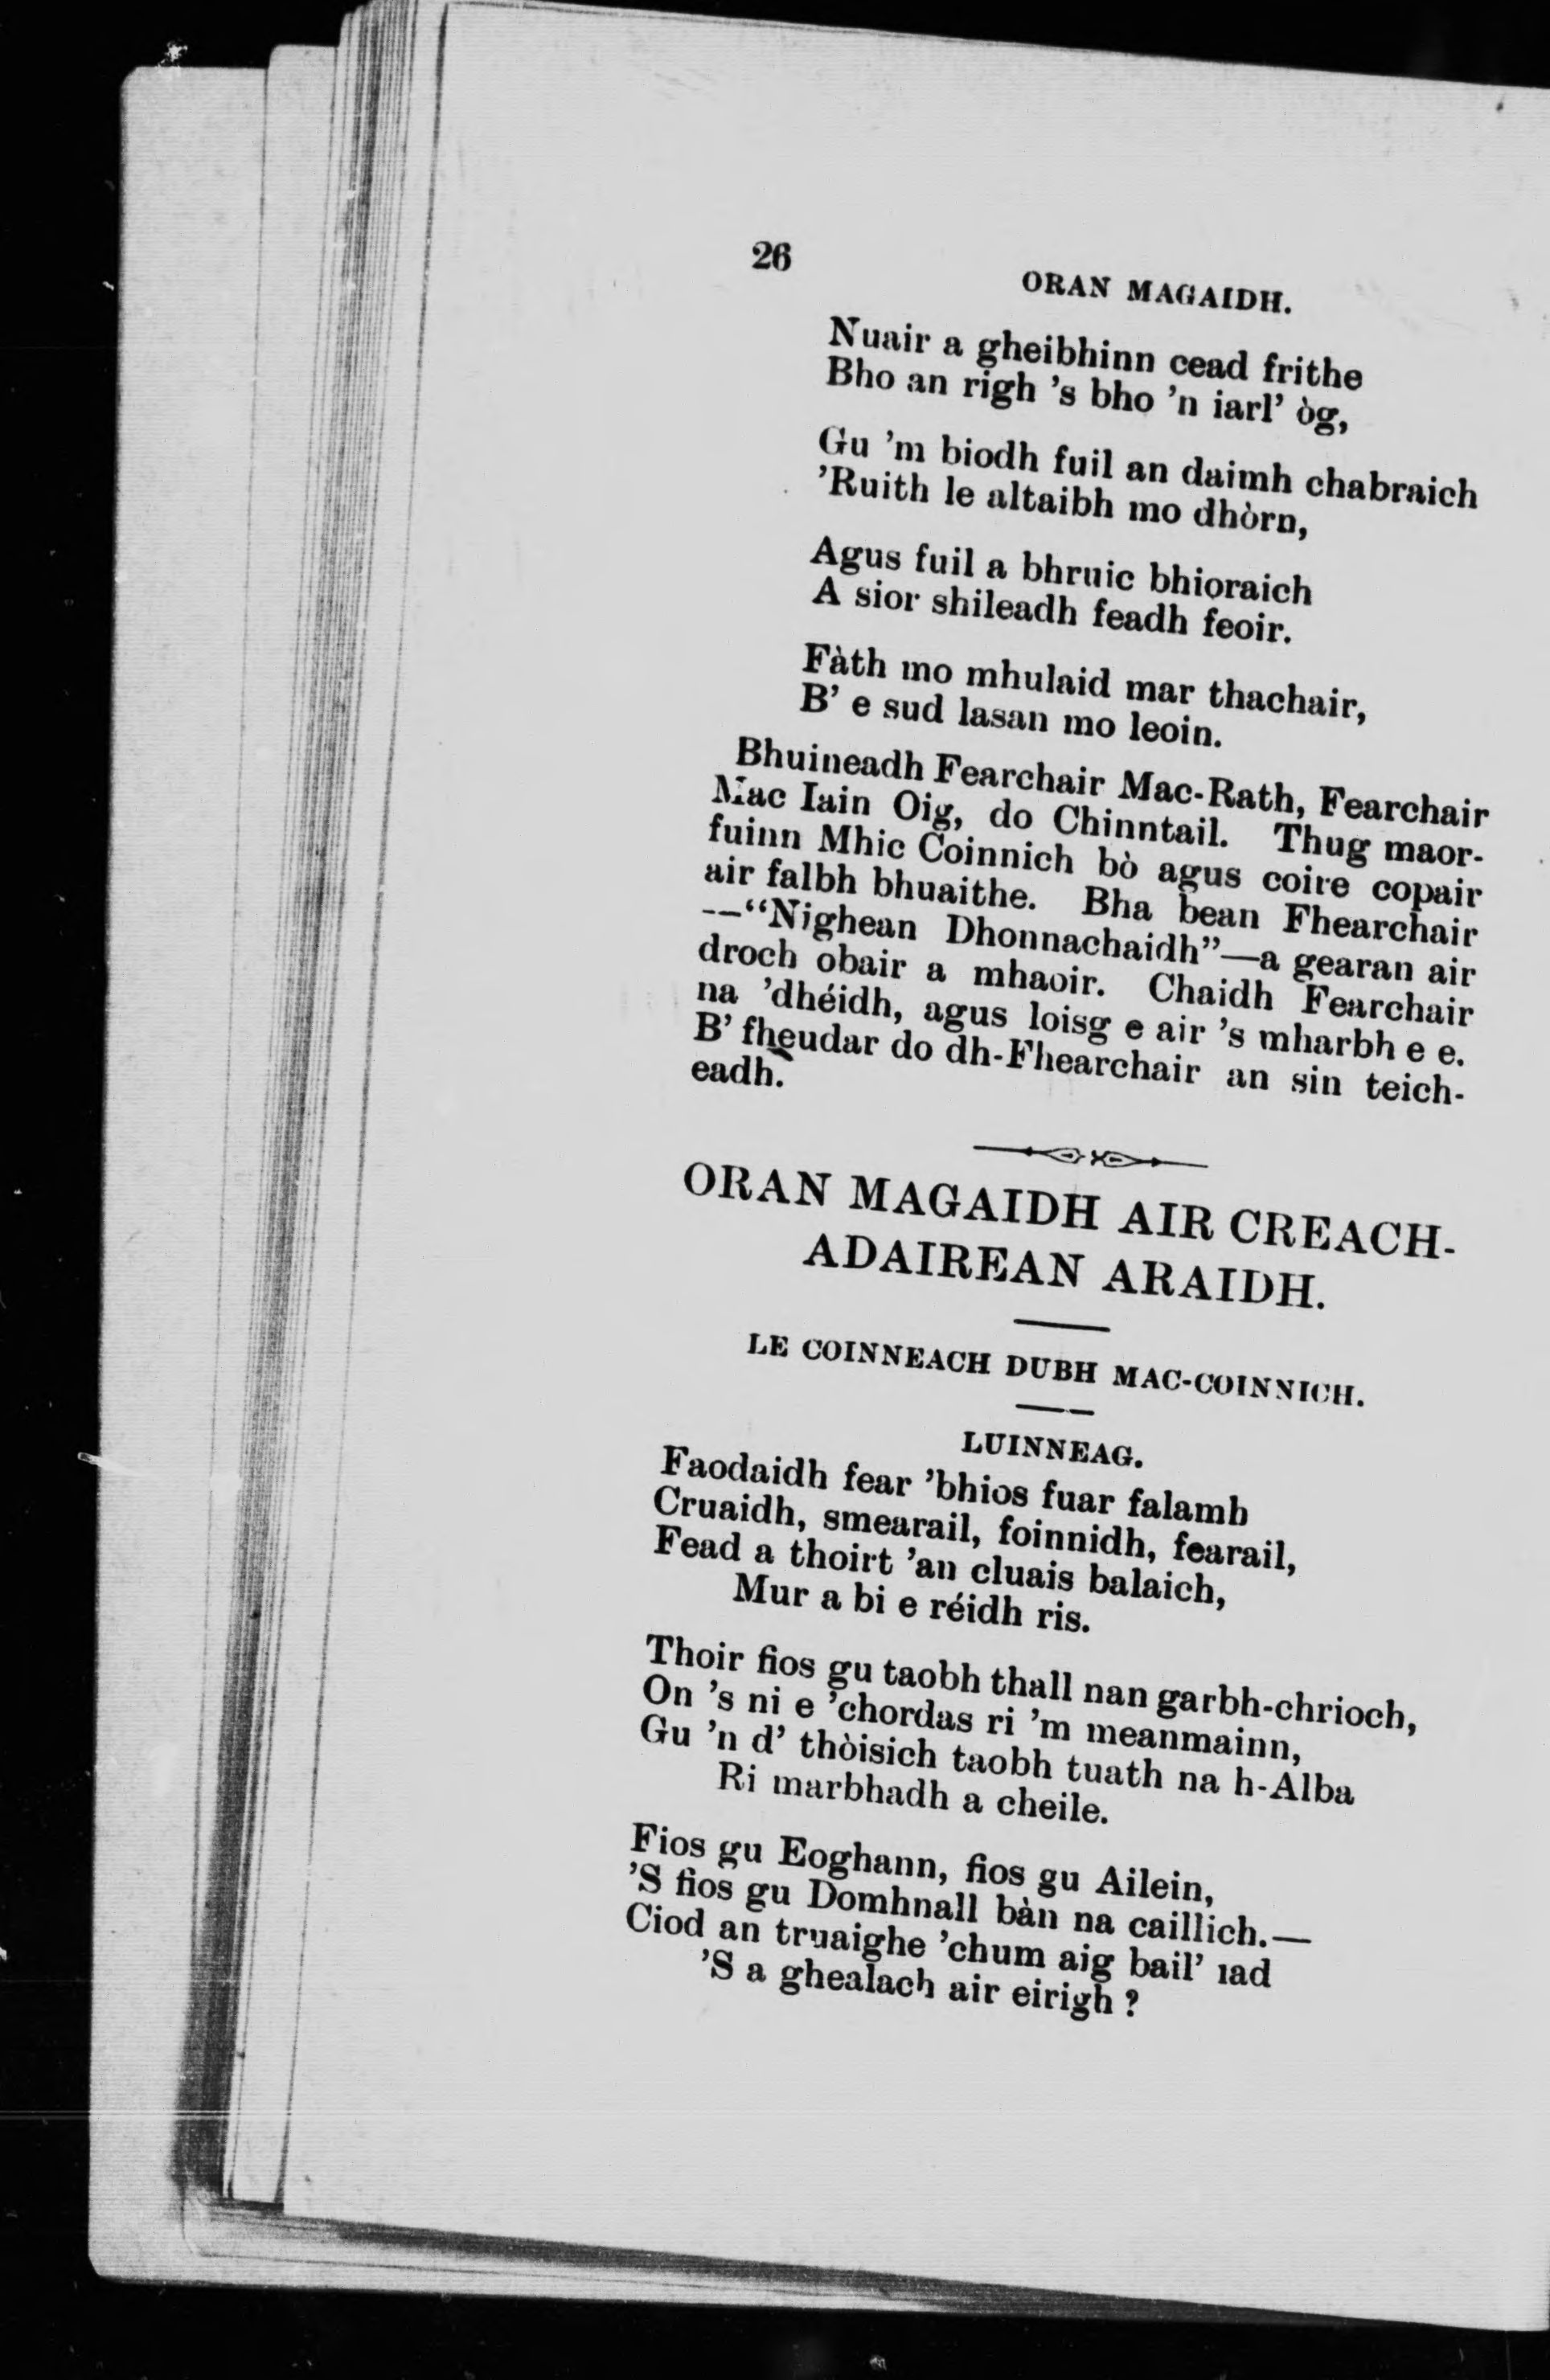 26
ORAN MAGAIDH.
Nuair a gheibhinn cead frithe
Bho an righ 's bho 'n iarl' òg,
Gu 'm biodh fuil an daimh chabraich
'Ruith le altaibh mo dhòrn,
Agus fuil a bhruic bhioraich
A sior shileadh feadh feoir.
Fàth mo mhulaid mar thachair,
B' e sud lasan mo leoin.
Bhuineadh Fearchair Mac-Rath, Fearchair
Mac Iain Oig, do Chinntail. Thug maor-
fuinn Mhic Coinnich bò agus coire copair
air falbh bhuaithe. Bha bean Fhearchair
—"Nighean Dhonnachaidh"—a gearan air
droch obair a mhaoir. Chaidh Fearchair
na 'dhéidh, agus loisg e air 's mharbh e e.
B' fheudar do dh-Fhearchair an sin teich-
eadh.
ORAN MAGAIDH AIR CREACH-
ADAIREAN ARAIDH.
LE COINNEACH DUBH MAC-COINNICH.
LUINNEAG.
Faodaidh fear 'bhios fuar falamh
Cruaidh, smearail, foinnidh, fearail,
Fead a thoirt 'an cluais balaich,
Mur a bi e réidh ris.
Thoir fios gu taobh thall nan garbh-chrioch,
On 's ni e 'chordas ri 'm meanmainn,
Gu 'n d' thòisich taobh tuath na h-Alba
Ri marbhadh a cheile.
Fios gu Eoghann, fios gu Ailein,
'S fios gu Domhnall bàn na caillich.—
Ciod an truaighe 'chum aig bail' iad
'S a ghealach air eirigh?